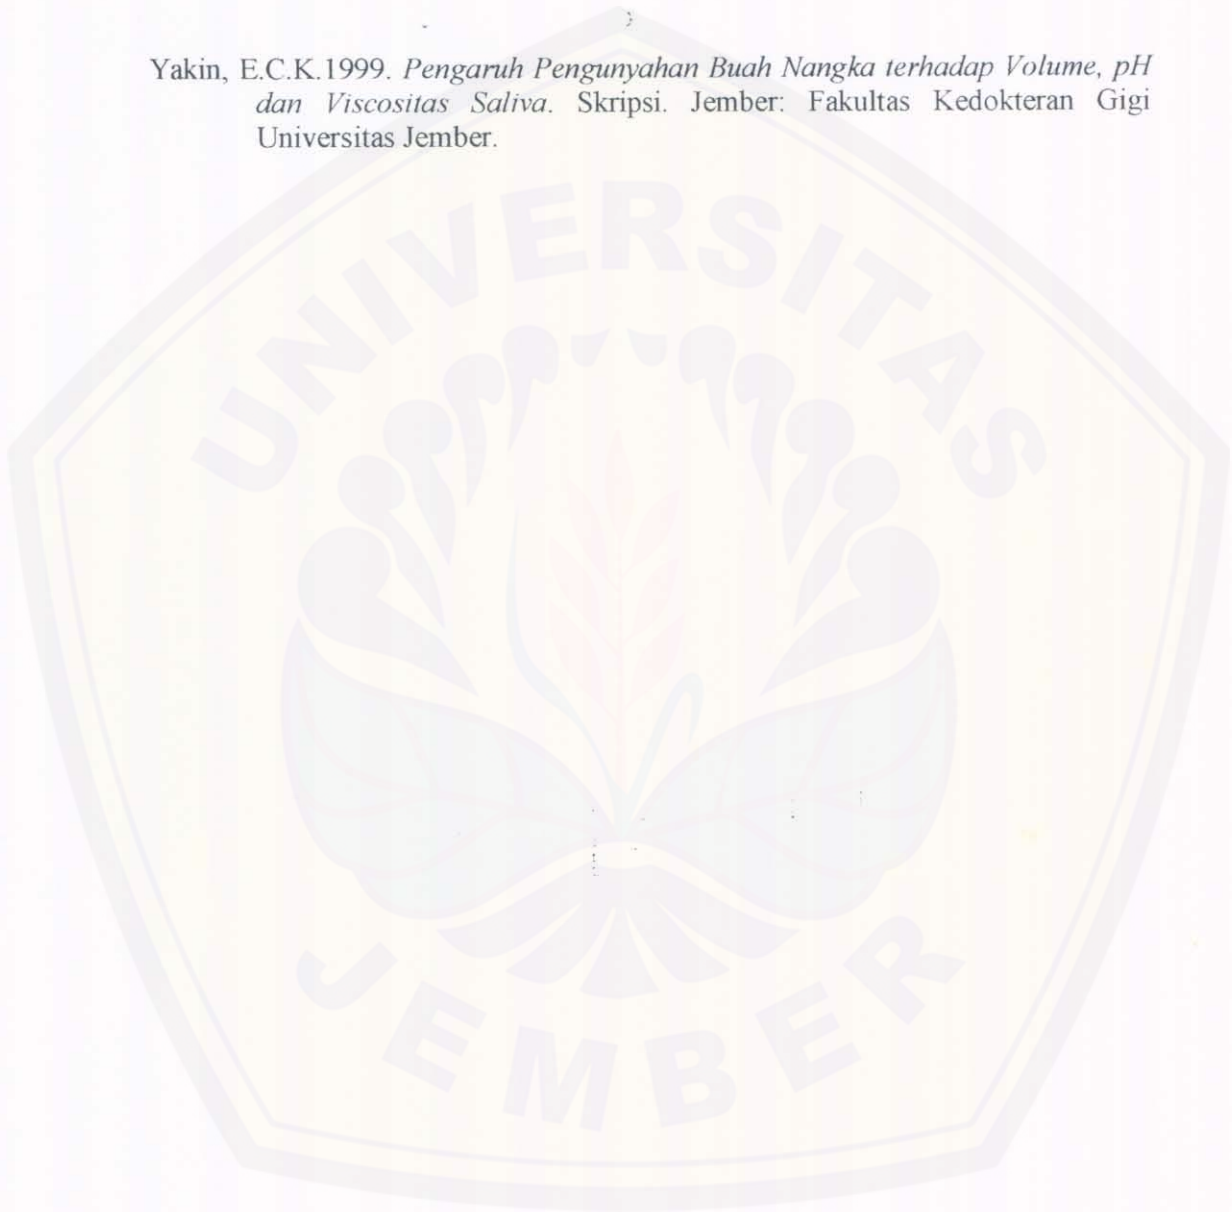 Yakin, E.C.K.1999. Pengaruh Pengunyahan Buah Nangka terhadap Volume, pH
dan Viscositas Saliva. Skripsi. Jember: Fakultas Kedokteran Gigi
Universitas Jember.
UNIVERSITAS
JEMBER